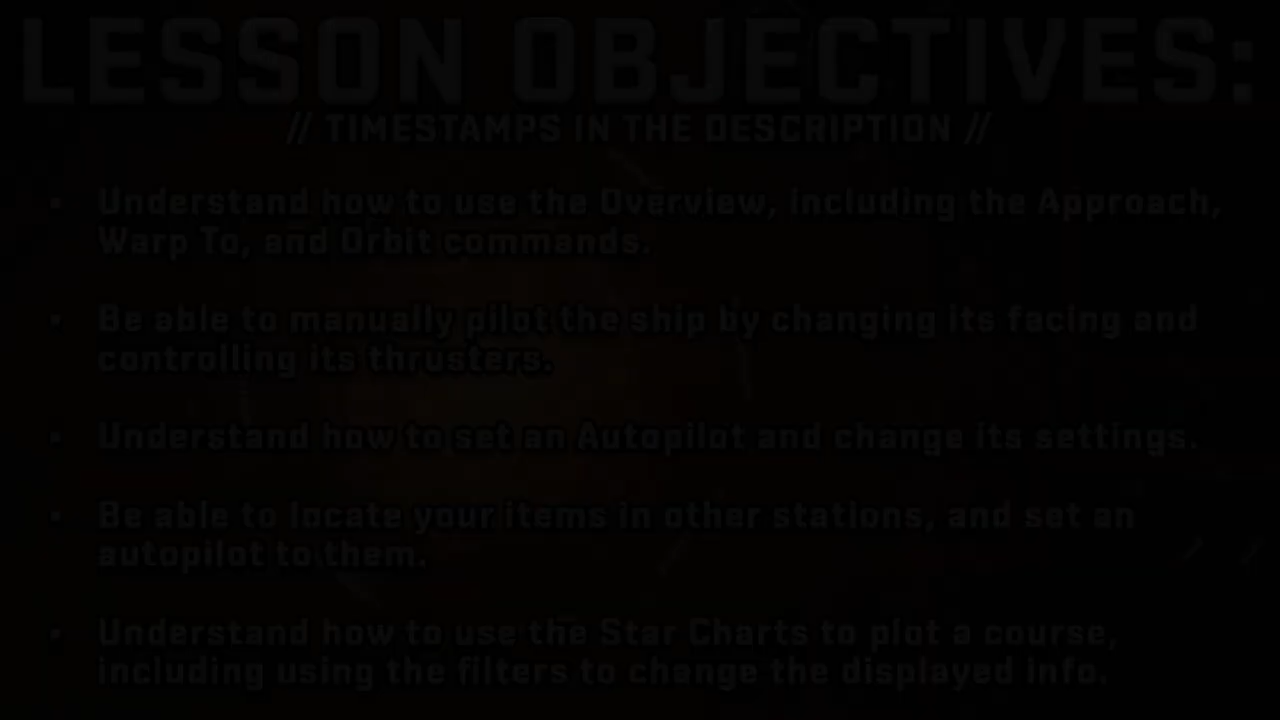 LESSON OBJECTIVES:
// TIMESTAMPS IN THE DESCRIPTION //
• Understand how to use the Overview, including the Approach,
Warp To, and Orbit commands.
• Be able to manually pilot the ship by changing its facing and
controlling its thrusters.
• Understand how to set an Autopilot and change its settings.
• Be able to locate your items in other stations, and set an
autopilot to them.
• Understand how to use the Star Charts to plot a course,
including using the filters to change the displayed info.